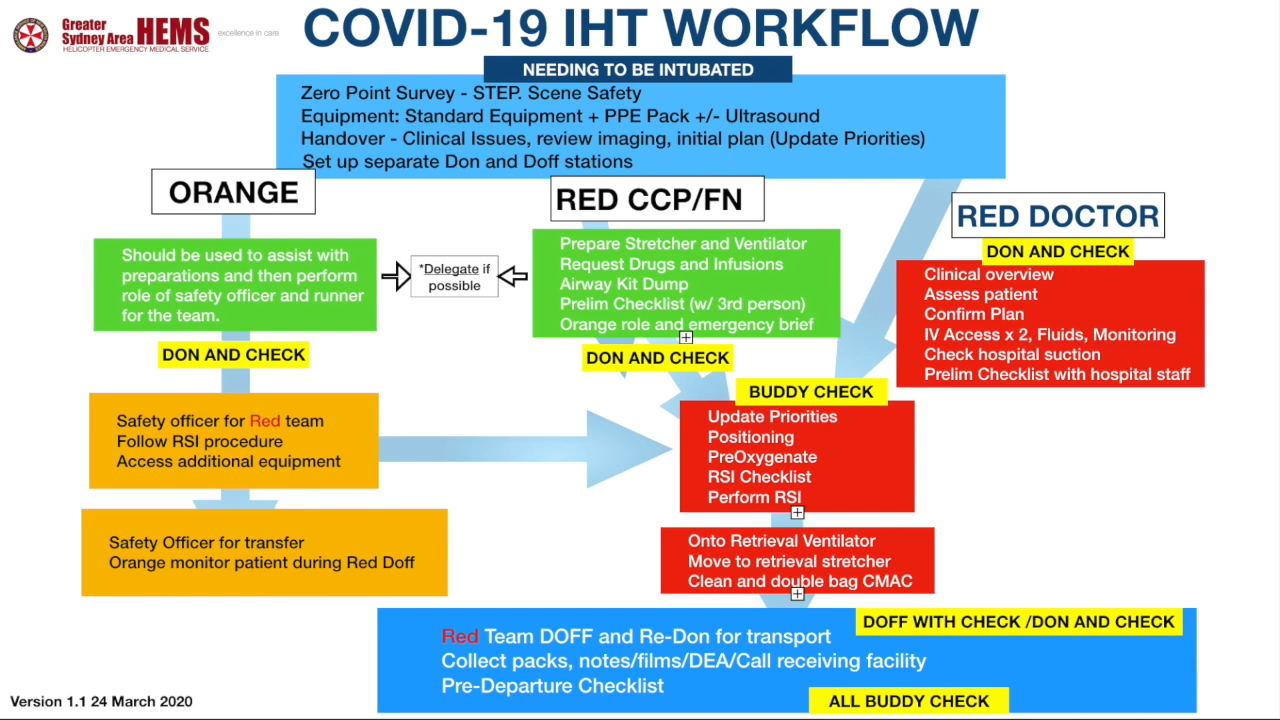 Greater
Sydney Area HEMS
HELICOPTER EMERGENCY MEDICAL SERVICE
excellence in care
COVID-19 IHT WORKFLOW
NEEDING TO BE INTUBATED
Zero Point Survey - STEP. Scene Safety
Equipment: Standard Equipment + PPE Pack +/- Ultrasound
Handover - Clinical Issues, review imaging, initial plan (Update Priorities)
Set up separate Don and Doff stations
ORANGE
Should be used to assist with
preparations and then perform
role of safety officer and runner
for the team.
*Delegate if
possible
RED CCP/FN
Prepare Stretcher and Ventilator
Request Drugs and Infusions
Airway Kit Dump
Prelim Checklist (w/ 3rd person)
Orange role and emergency brief
RED DOCTOR
DON AND CHECK
Clinical overview
Assess patient
Confirm Plan
IV Access x 2, Fluids, Monitoring
Check hospital suction
Prelim Checklist with hospital staff
DON AND CHECK
DON AND CHECK
Safety officer for Red team
Follow RSI procedure
Access additional equipment
BUDDY CHECK
Update Priorities
Positioning
PreOxygenate
RSI Checklist
Perform RSI
Safety Officer for transfer
Orange monitor patient during Red Doff
Onto Retrieval Ventilator
Move to retrieval stretcher
Clean and double bag CMAC
DOFF WITH CHECK /DON AND CHECK
Red Team DOFF and Re-Don for transport
Collect packs, notes/films/DEA/Call receiving facility
Pre-Departure Checklist
ALL BUDDY CHECK
Version 1.1 24 March 2020